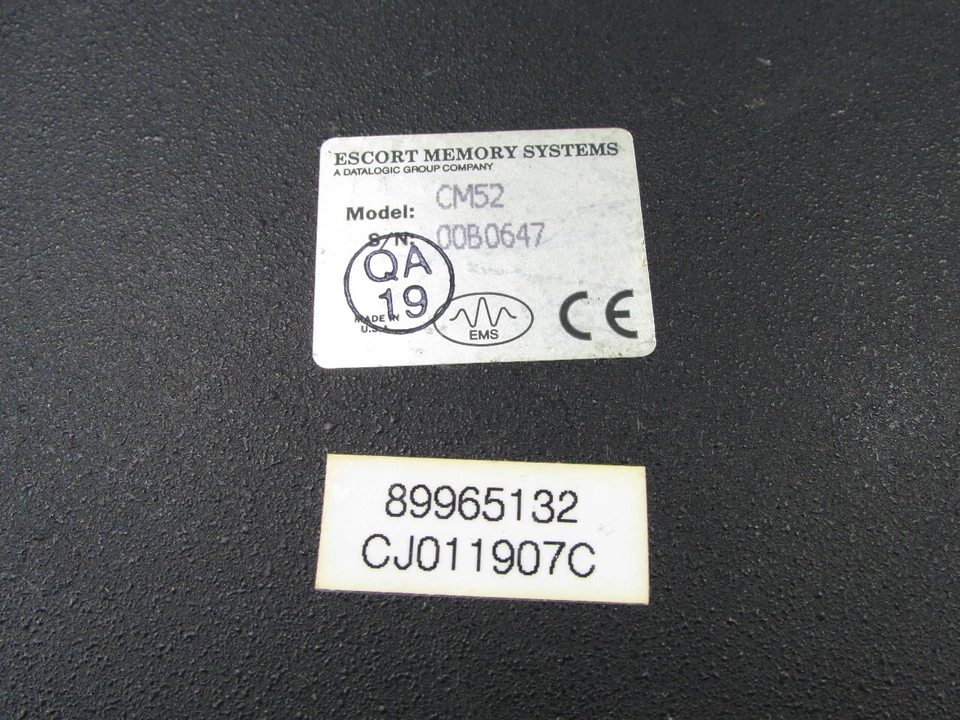 ESCORT MEMORY SYSTEMS
A DATALOGIC GROUP COMPANY
Model: CM52
S/N: 00B0647
QA
19
MADE IN
U.S.A
EMS
CE
89965132
CJ011907C